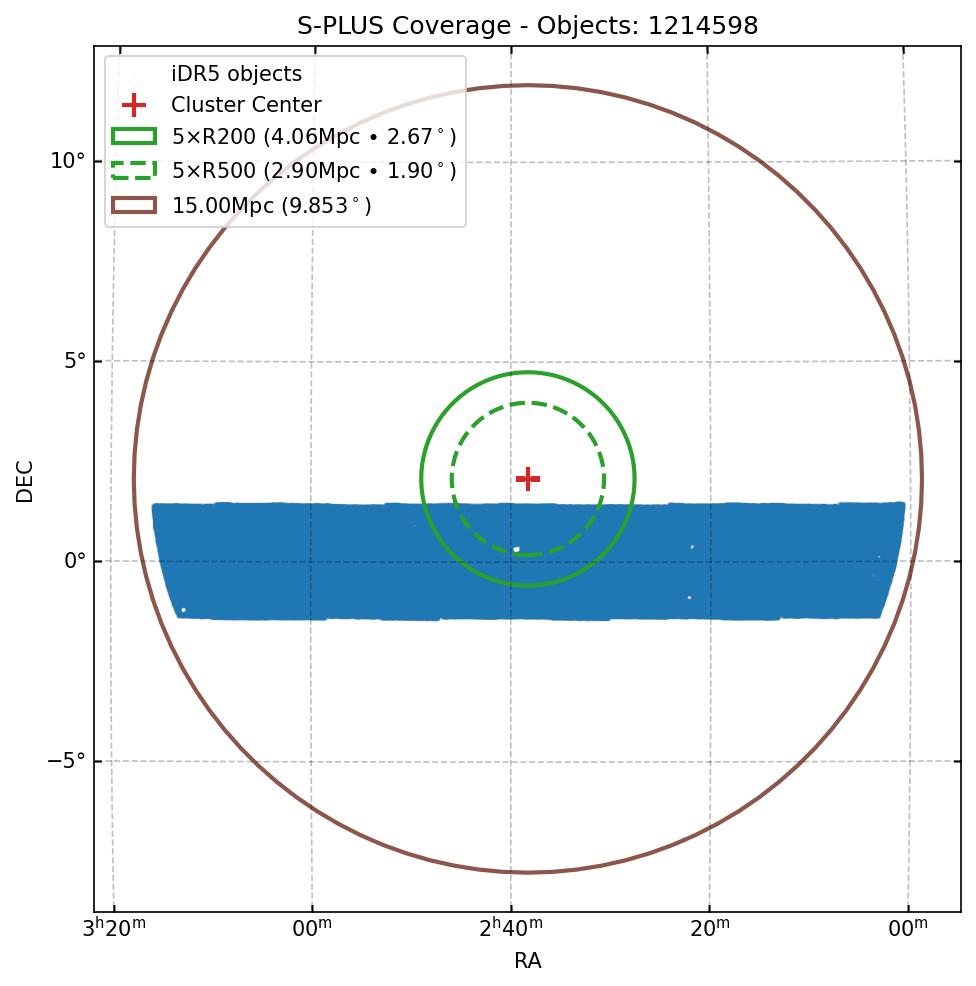 S-PLUS Coverage - Objects: 1214598
iDR5 objects
Cluster Center
5×R200 (4.06Mpc • 2.67°)
5×R500 (2.90Mpc • 1.90°)
15.00Mpc (9.853°)
10°
5°
0°
−5°
DEC
3ʰ20ᵐ 00ᵐ 2ʰ40ᵐ 20ᵐ 00ᵐ
RA